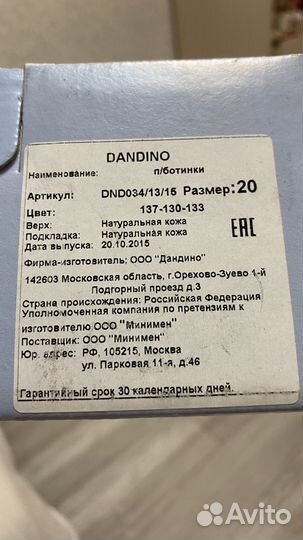 DANDINO
Наименование: п/ботинки
Артикул: DND034/13/15 Размер: 20
Цвет: 137-130-133
Верх: Натуральная кожа
Подкладка: Натуральная кожа
Дата выпуска: 20.10.2015
EAC
Фирма-изготовитель: ООО "Дандино"
142603 Московская область, г.Орехово-Зуево 1-й
Подгорный проезд д.3
Страна происхождения: Российская Федерация
Уполномоченная компания по претензиям к
изготовителю ООО "Минимен"
Поставщик: ООО "Минимен"
Юр. адрес: РФ, 105215, Москва
ул. Парковая 11-я, д.46
Гарантийный срок 30 календарных дней.
Avito